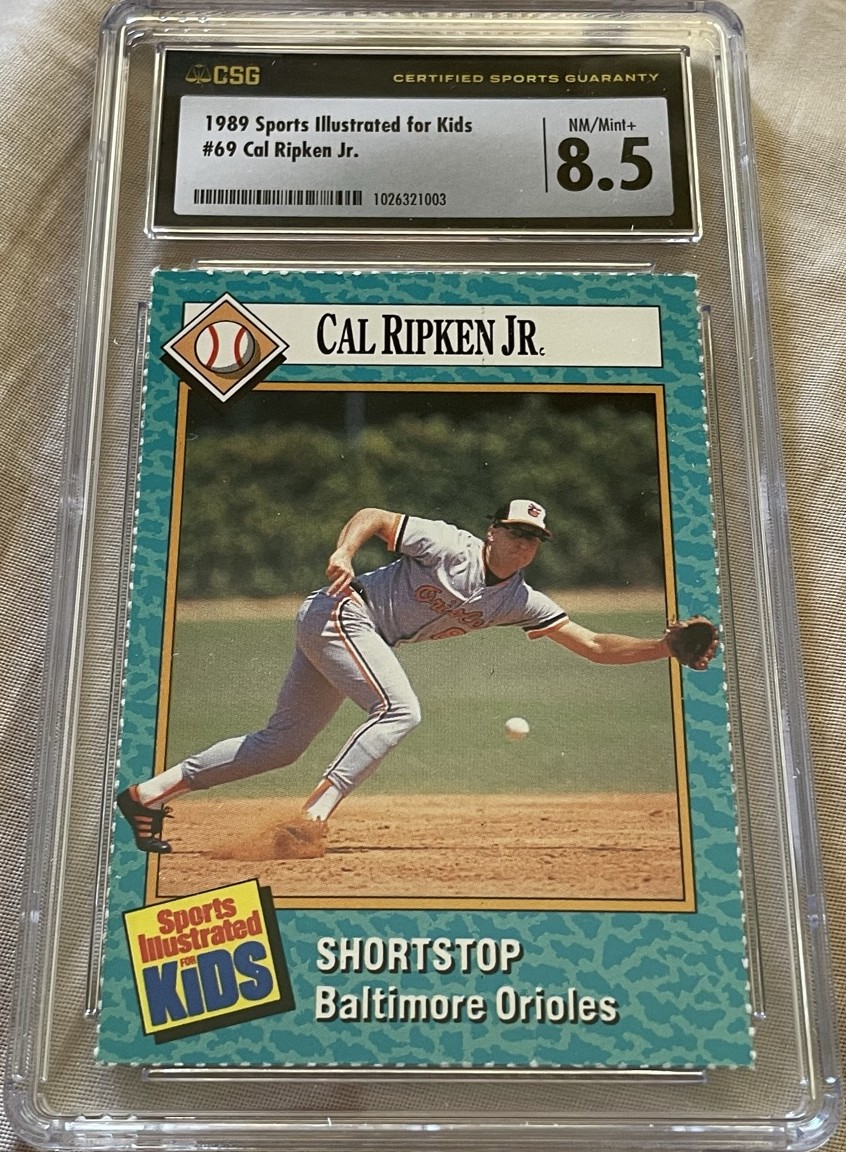 CSG
CERTIFIED SPORTS GUARANTY
1989 Sports Illustrated for Kids
#69 Cal Ripken Jr.
NM/Mint+
8.5
1026321003
CAL RIPKEN JR.
Orioles
Sports
Illustrated
FOR
KIDS
SHORTSTOP
Baltimore Orioles